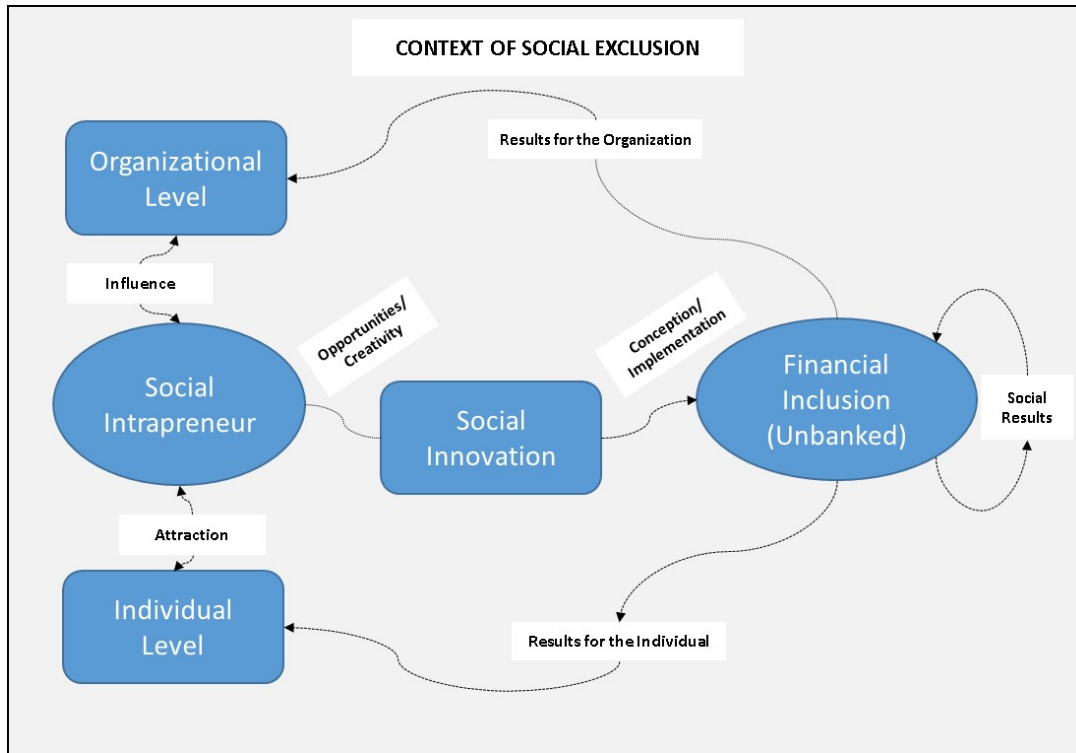 CONTEXT OF SOCIAL EXCLUSION
Results for the Organization
Organizational
Level
Influence
Opportunities/
Creativity
Conception/
Implementation
Social
Intrapreneur
Social
Innovation
Financial
Inclusion
(Unbanked)
Social
Results
Attraction
Individual
Level
Results for the Individual